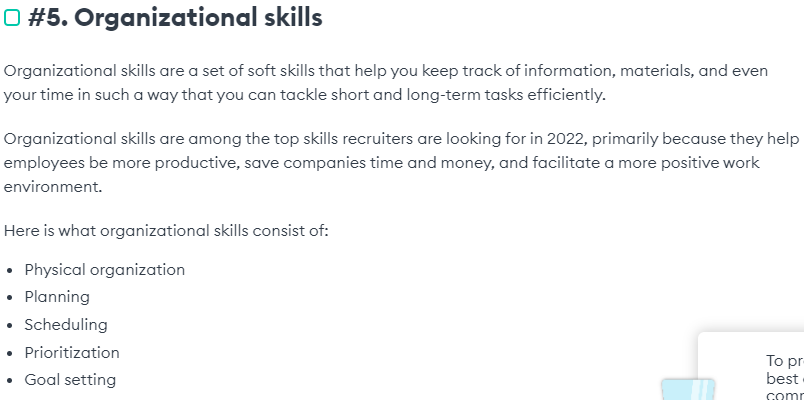 #5. Organizational skills
Organizational skills are a set of soft skills that help you keep track of information, materials, and even
your time in such a way that you can tackle short and long-term tasks efficiently.
Organizational skills are among the top skills recruiters are looking for in 2022, primarily because they help
employees be more productive, save companies time and money, and facilitate a more positive work
environment.
Here is what organizational skills consist of:
• Physical organization
• Planning
• Scheduling
• Prioritization
• Goal setting
To pr
best
comm